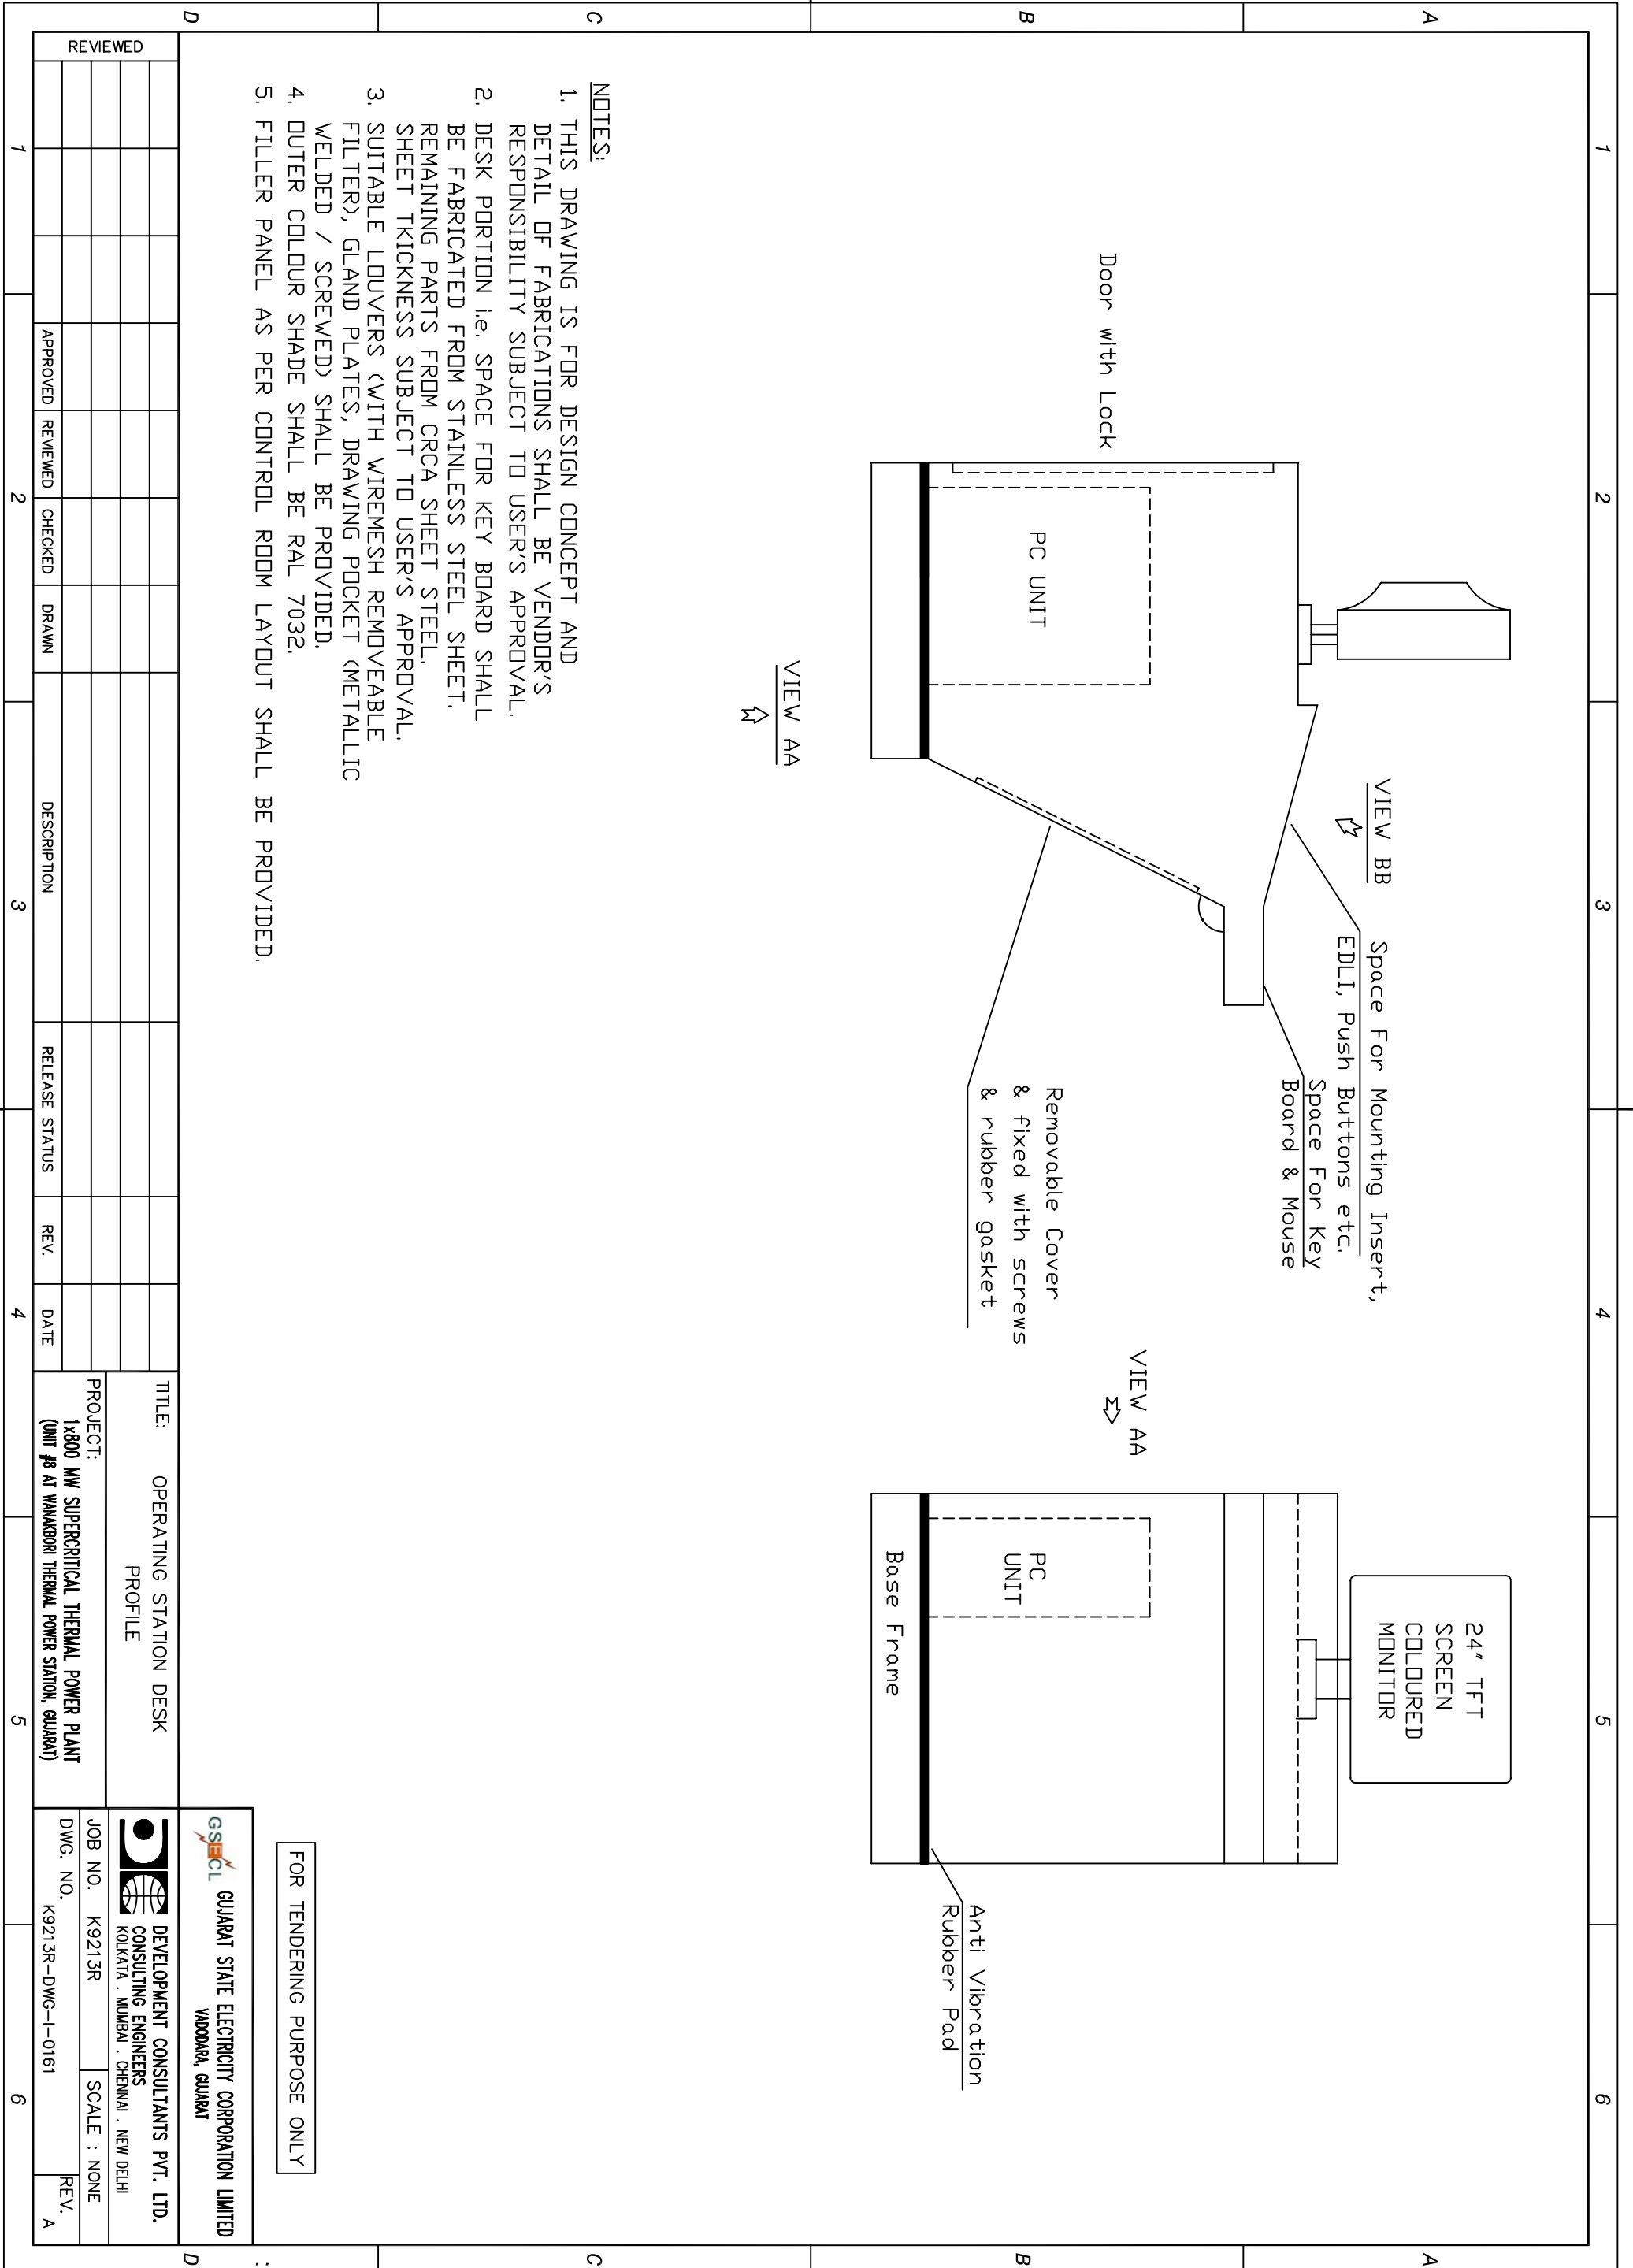 1
2
3
4
5
6
A
B
C
D
A
B
C
D
1
2
3
4
5
6
VIEW BB
Space For Mounting Insert,
EDLI, Push Buttons etc.
Space For Key
Board & Mouse
Door with Lock
PC UNIT
Removable Cover
& fixed with screws
& rubber gasket
VIEW AA
VIEW AA
24" TFT
SCREEN
COLOURED
MONITOR
PC
UNIT
Base Frame
Anti Vibration
Rubber Pad
NOTES:
1. THIS DRAWING IS FOR DESIGN CONCEPT AND
DETAIL OF FABRICATIONS SHALL BE VENDOR'S
RESPONSIBILITY SUBJECT TO USER'S APPROVAL.
2. DESK PORTION i.e. SPACE FOR KEY BOARD SHALL
BE FABRICATED FROM STAINLESS STEEL SHEET.
REMAINING PARTS FROM CRCA SHEET STEEL.
SHEET TKICKNESS SUBJECT TO USER'S APPROVAL.
3. SUITABLE LOUVERS (WITH WIREMESH REMOVEABLE
FILTER), GLAND PLATES, DRAWING POCKET (METALLIC
WELDED / SCREWED) SHALL BE PROVIDED.
4. OUTER COLOUR SHADE SHALL BE RAL 7032.
5. FILLER PANEL AS PER CONTROL ROOM LAYOUT SHALL BE PROVIDED.
FOR TENDERING PURPOSE ONLY
::
REVIEWED
APPROVED
REVIEWED
CHECKED
DRAWN
DESCRIPTION
RELEASE STATUS
REV.
DATE
TITLE: OPERATING STATION DESK
PROFILE
PROJECT:
1x800 MW SUPERCRITICAL THERMAL POWER PLANT
(UNIT #8 AT WANAKBORI THERMAL POWER STATION, GUJARAT)
GSECL GUJARAT STATE ELECTRICITY CORPORATION LIMITED
VADODARA, GUJARAT
DEVELOPMENT CONSULTANTS PVT. LTD.
CONSULTING ENGINEERS
KOLKATA . MUMBAI . CHENNAI . NEW DELHI
JOB NO. K9213R
SCALE : NONE
DWG. NO.
K9213R-DWG-I-0161
REV.
A